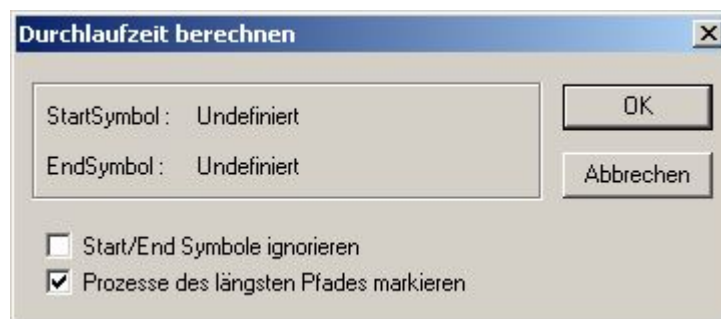 Durchlaufzeit berechnen
StartSymbol : Undefiniert
EndSymbol : Undefiniert
OK
Abbrechen
Start/End Symbole ignorieren
Prozesse des längsten Pfades markieren